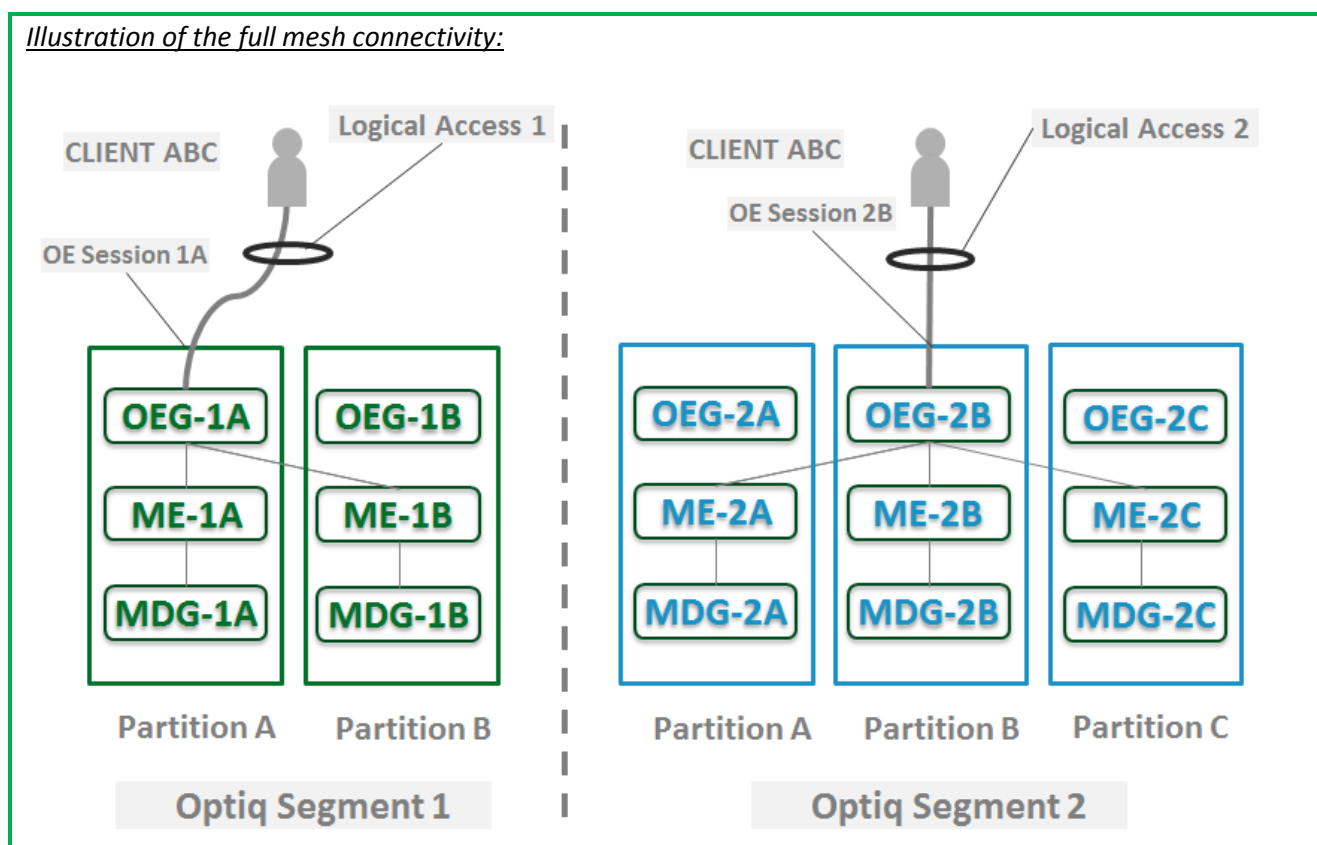 Illustration of the full mesh connectivity:
CLIENT ABC
Logical Access 1
OE Session 1A
OEG-1A
OEG-1B
ME-1A
ME-1B
MDG-1A
MDG-1B
Partition A
Partition B
Optiq Segment 1
CLIENT ABC
Logical Access 2
OE Session 2B
OEG-2A
OEG-2B
OEG-2C
ME-2A
ME-2B
ME-2C
MDG-2A
MDG-2B
MDG-2C
Partition A
Partition B
Partition C
Optiq Segment 2